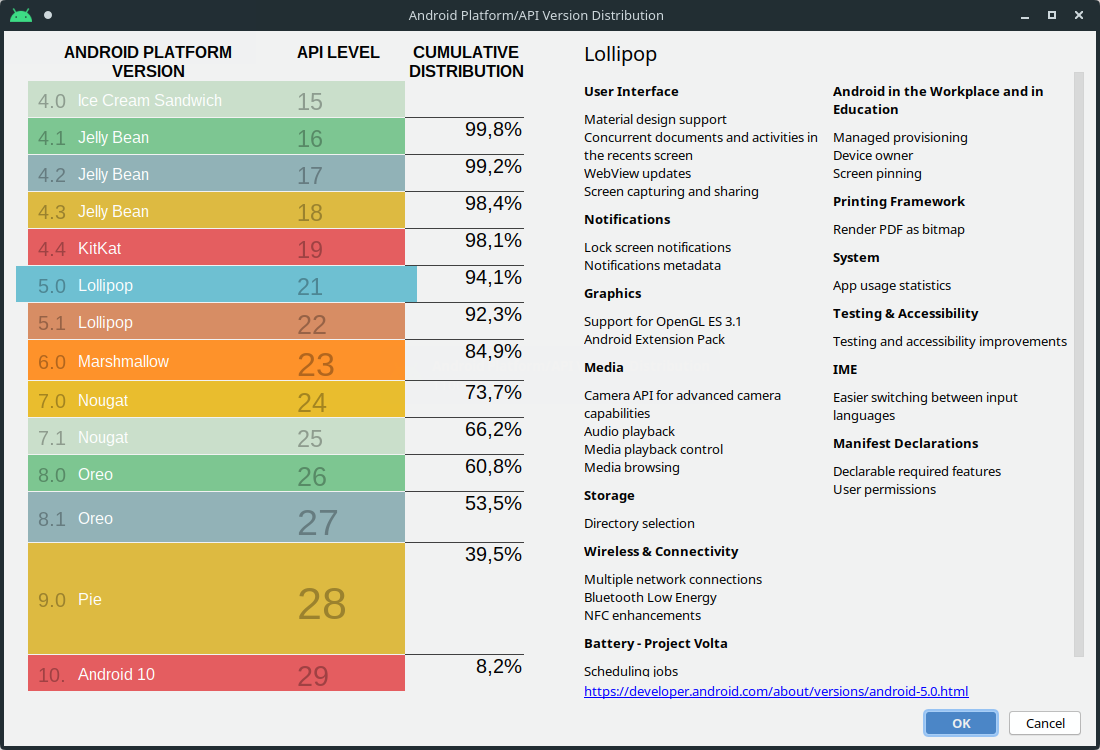 Android Platform/API Version Distribution
ANDROID PLATFORM
VERSION
API LEVEL
CUMULATIVE
DISTRIBUTION
4.0 Ice Cream Sandwich 15
99,8%
4.1 Jelly Bean 16
99,2%
4.2 Jelly Bean 17
98,4%
4.3 Jelly Bean 18
98,1%
4.4 KitKat 19
94,1%
5.0 Lollipop 21
92,3%
5.1 Lollipop 22
84,9%
6.0 Marshmallow 23
73,7%
7.0 Nougat 24
66,2%
7.1 Nougat 25
60,8%
8.0 Oreo 26
53,5%
8.1 Oreo 27
39,5%
9.0 Pie 28
8,2%
10. Android 10 29
Lollipop
User Interface
Material design support
Concurrent documents and activities in
the recents screen
WebView updates
Screen capturing and sharing
Notifications
Lock screen notifications
Notifications metadata
Graphics
Support for OpenGL ES 3.1
Android Extension Pack
Media
Camera API for advanced camera
capabilities
Audio playback
Media playback control
Media browsing
Storage
Directory selection
Wireless & Connectivity
Multiple network connections
Bluetooth Low Energy
NFC enhancements
Battery - Project Volta
Scheduling jobs
Android in the Workplace and in
Education
Managed provisioning
Device owner
Screen pinning
Printing Framework
Render PDF as bitmap
System
App usage statistics
Testing & Accessibility
Testing and accessibility improvements
IME
Easier switching between input
languages
Manifest Declarations
Declarable required features
User permissions
https://developer.android.com/about/versions/android-5.0.html
OK
Cancel